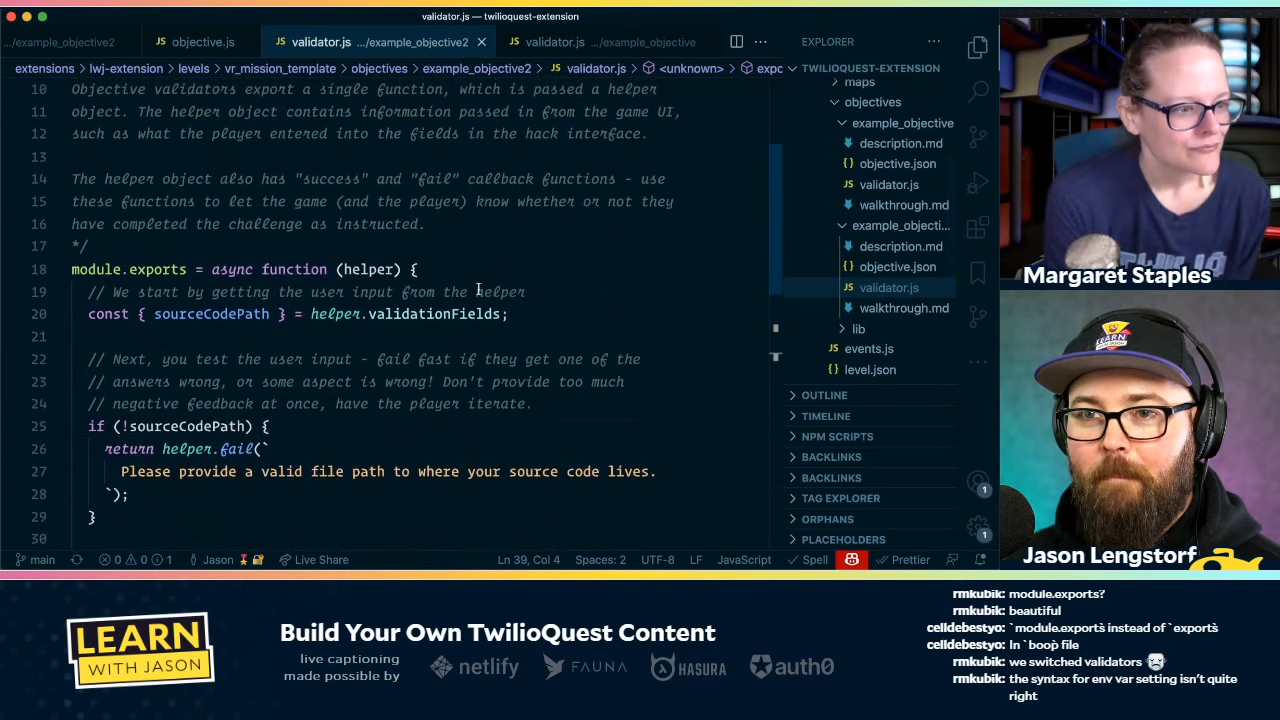 validator.js — twilioquest-extension
.../example_objective2
JS objective.js
JS validator.js .../example_objective2
JS validator.js .../example_objective
extensions > lwj-extension > levels > vr_mission_template > objectives > example_objective2 > JS validator.js > <unknown> > expo
10 Objective validators export a single function, which is passed a helper
11 object. The helper object contains information passed in from the game UI,
12 such as what the player entered into the fields in the hack interface.
13
14 The helper object also has "success" and "fail" callback functions - use
15 these functions to let the game (and the player) know whether or not they
16 have completed the challenge as instructed.
17 */
18 module.exports = async function (helper) {
19 // We start by getting the user input from the helper
20 const { sourceCodePath } = helper.validationFields;
21
22 // Next, you test the user input - fail fast if they get one of the
23 // answers wrong, or some aspect is wrong! Don't provide too much
24 // negative feedback at once, have the player iterate.
25 if (!sourceCodePath) {
26 return helper.fail(`
27 Please provide a valid file path to where your source code lives.
28 `);
29 }
30
EXPLORER
TWILIOQUEST-EXTENSION
maps
objectives
example_objective
description.md
{} objective.json
JS validator.js
walkthrough.md
example_objecti...
description.md
{} objective.json
JS validator.js
walkthrough.md
lib
JS events.js
{} level.json
OUTLINE
TIMELINE
NPM SCRIPTS
BACKLINKS
BACKLINKS
TAG EXPLORER
ORPHANS
PLACEHOLDERS
1
1
main 0 0 1 Jason Live Share Ln 39, Col 4 Spaces: 2 UTF-8 LF JavaScript Spell Prettier
Margaret Staples
Jason Lengstorf
LEARN
WITH JASON
Build Your Own TwilioQuest Content
live captioning
made possible by
netlify
FAUNA
HASURA
auth0
rmkubik: module.exports?
rmkubik: beautiful
celldebestyo: `module.exports instead of `exports
celldebestyo: In `boop file
rmkubik: we switched validators
rmkubik: the syntax for env var setting isn't quite
right